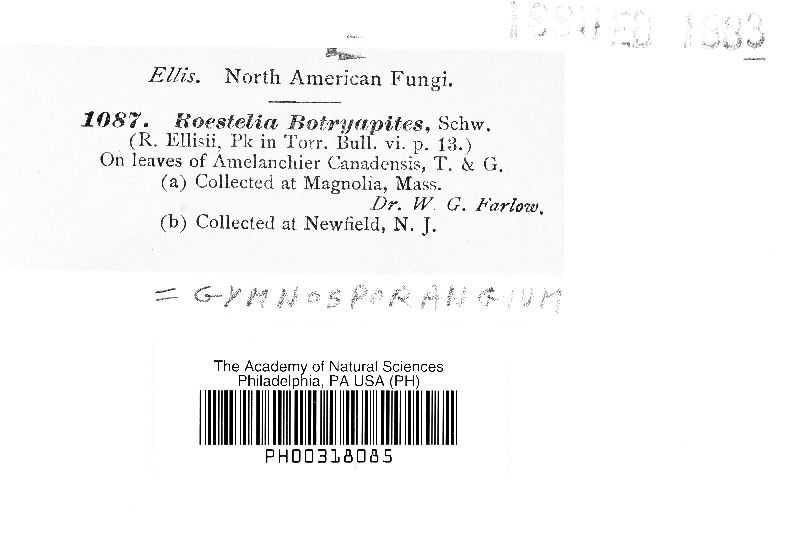 ISSUED 1883
Ellis. North American Fungi.
1087. Roestelia Botryapites, Schw.
(R. Ellisii, Pk in Torr. Bull. vi. p. 13.)
On leaves of Amelanchier Canadensis, T. & G.
(a) Collected at Magnolia, Mass.
Dr. W. G. Farlow.
(b) Collected at Newfield, N. J.
= GYMNOSPORANGIUM
The Academy of Natural Sciences
Philadelphia, PA USA (PH)
PH00318085